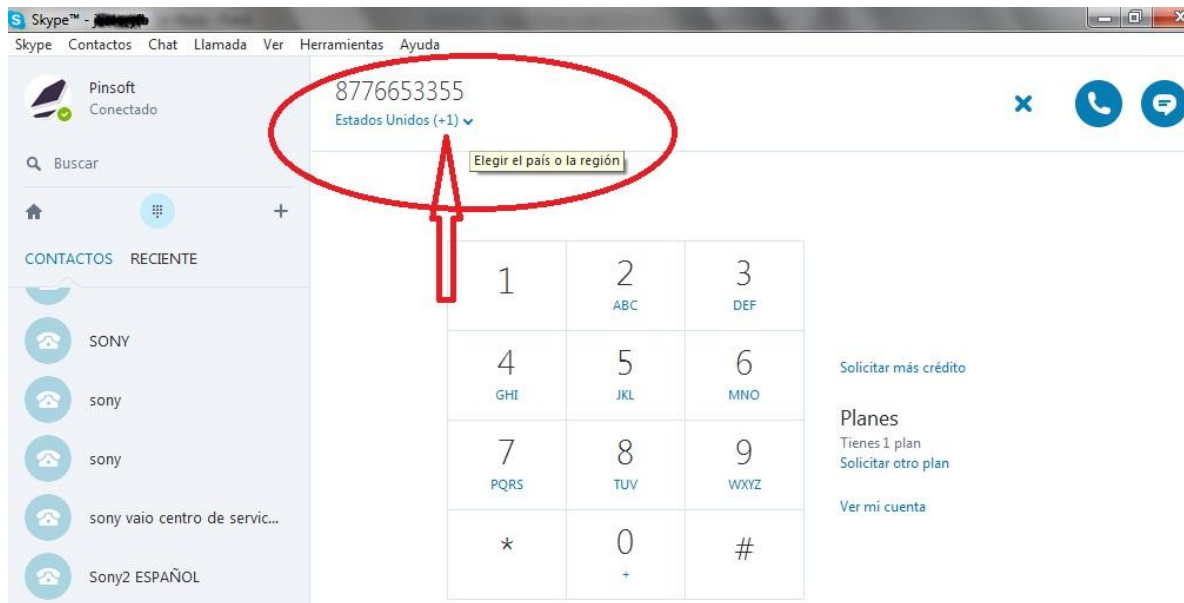 Skype™ -
Skype Contactos Chat Llamada Ver Herramientas Ayuda
Pinsoft
Conectado
Buscar
CONTACTOS RECIENTE
SONY
sony
sony
sony vaio centro de servic...
Sony2 ESPAÑOL
8776653355
Estados Unidos (+1)
Elegir el país o la región
1
2
ABC
3
DEF
4
GHI
5
JKL
6
MNO
7
PQRS
8
TUV
9
WXYZ
*
0
+
#
Solicitar más crédito
Planes
Tienes 1 plan
Solicitar otro plan
Ver mi cuenta